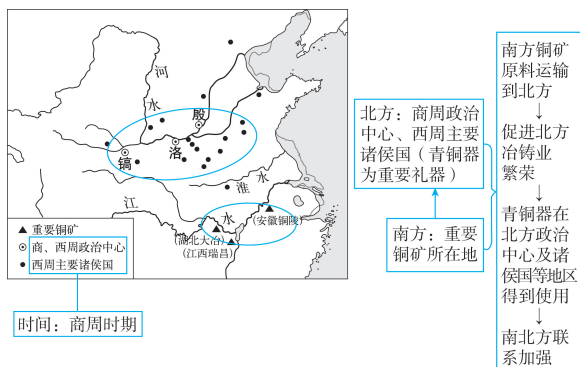 河
水
殷
镐
洛
淮
水
江
水
(安徽铜陵)
(湖北大冶)
(江西瑞昌)
▲重要铜矿
⊙商、西周政治中心
●西周主要诸侯国
时间：商周时期
北方：商周政治
中心、西周主要
诸侯国（青铜器
为重要礼器）
南方：重要
铜矿所在地
南方铜矿
原料运输
到北方
↓
促进北方
冶铸业
繁荣
↓
青铜器在
北方政治
中心及诸
侯国等地区
得到使用
↓
南北方联
系加强